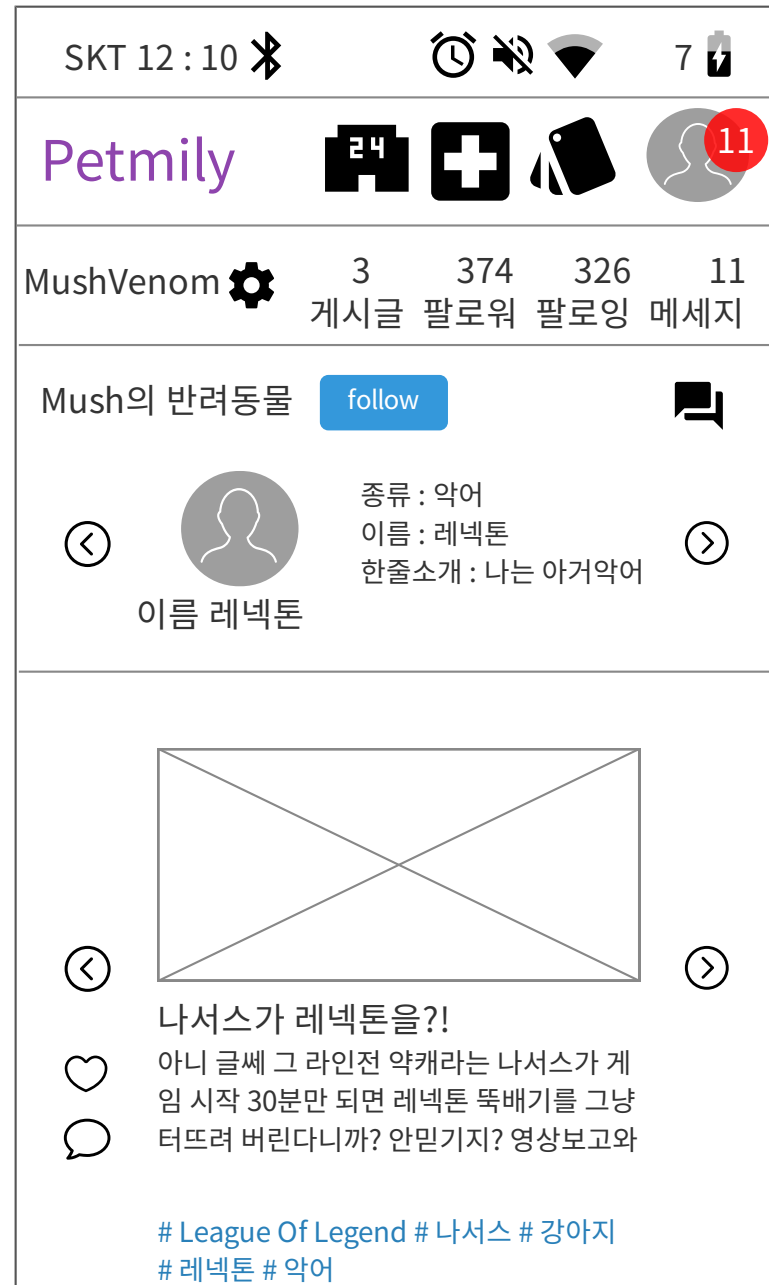 SKT 12 : 10 7
Petmily 24 11
MushVenom
3 374 326 11
게시글 팔로워 팔로잉 메세지
Mush의 반려동물 follow
종류 : 악어
이름 : 레넥톤
한줄소개 : 나는 아거악어
이름 레넥톤
나서스가 레넥톤을?!
아니 글쎄 그 라인전 약캐라는 나서스가 게
임 시작 30분만 되면 레넥톤 뚝배기를 그냥
터뜨려 버린다니까? 안믿기지? 영상보고와
# League Of Legend # 나서스 # 강아지
# 레넥톤 # 악어